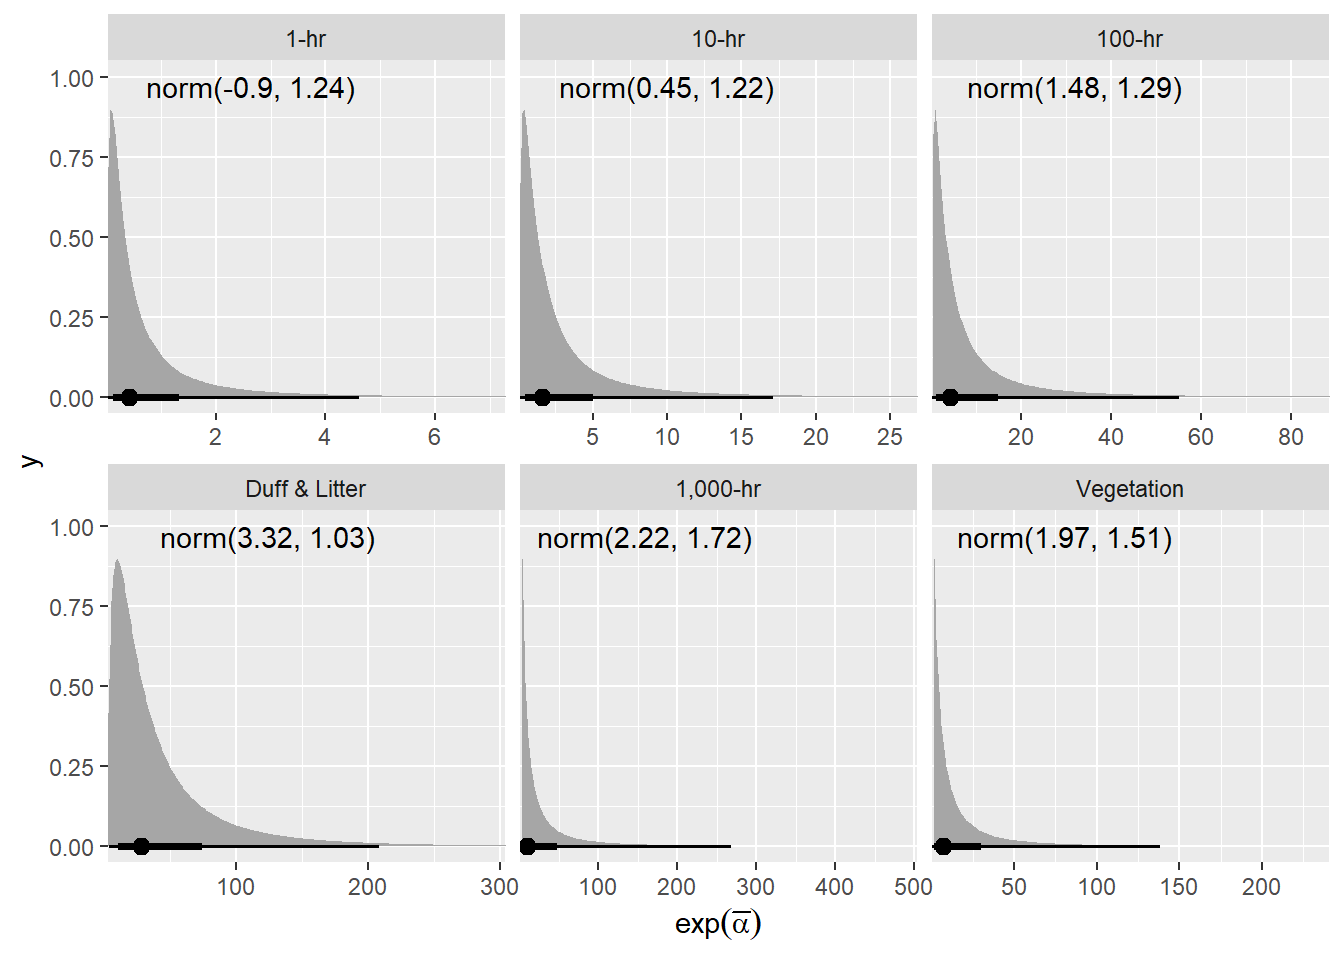 1-hr 10-hr 100-hr
norm(-0.9, 1.24) norm(0.45, 1.22) norm(1.48, 1.29)
1.00
0.75
0.50
0.25
0.00
2 4 6 5 10 15 20 25 20 40 60 80
y
Duff & Litter 1,000-hr Vegetation
norm(3.32, 1.03) norm(2.22, 1.72) norm(1.97, 1.51)
1.00
0.75
0.50
0.25
0.00
100 200 300 100 200 300 400 500 50 100 150 200
exp(α̅)